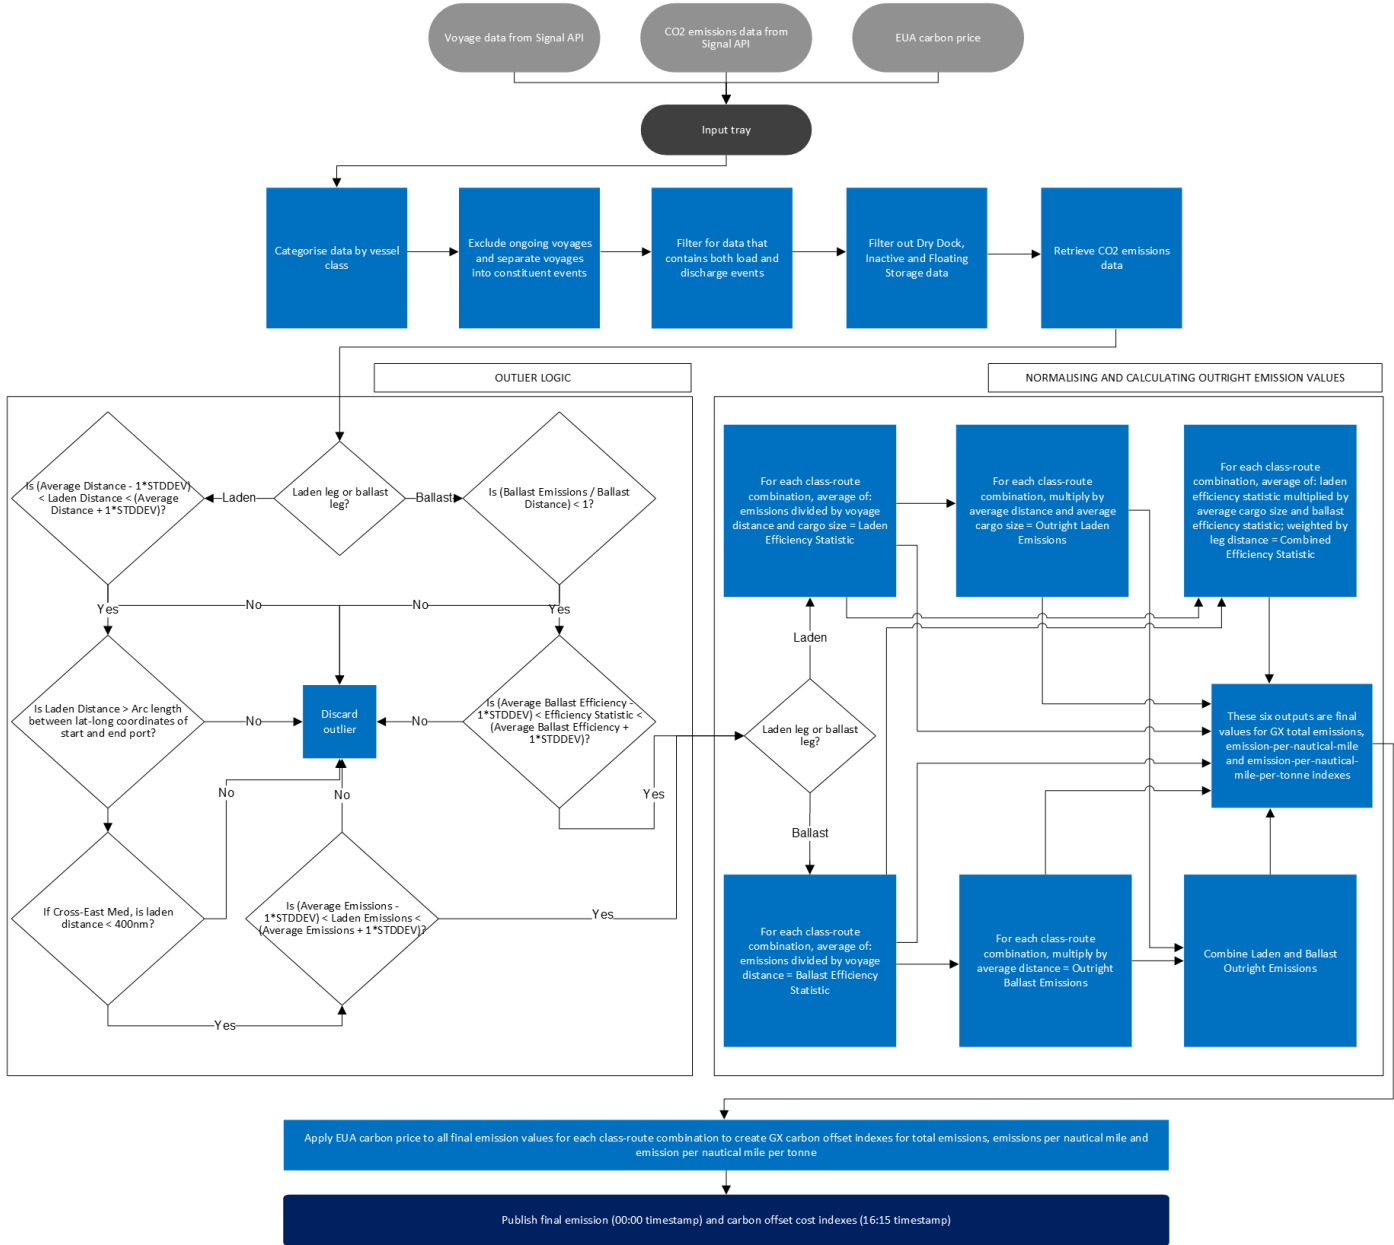 Voyage data from Signal API
CO2 emissions data from
Signal API
EUA carbon price
Input tray
Categorise data by vessel
class
Exclude ongoing voyages
and separate voyages
into constituent events
Filter for data that
contains both load and
discharge events
Filter out Dry Dock,
Inactive and Floating
Storage data
Retrieve CO2 emissions
data
OUTLIER LOGIC
Is (Average Distance - 1*STDDEV)
< Laden Distance < (Average
Distance + 1*STDDEV)?
Laden
Laden leg or ballast
leg?
Ballast
Is (Ballast Emissions / Ballast
Distance) < 1?
Yes
No
No
Yes
Is Laden Distance > Arc length
between lat-long coordinates of
start and end port?
No
Discard
outlier
No
Is (Average Ballast Efficiency -
1*STDDEV) < Efficiency Statistic <
(Average Ballast Efficiency +
1*STDDEV)?
No
No
Yes
If Cross-East Med, is laden
distance < 400nm?
Is (Average Emissions -
1*STDDEV) < Laden Emissions <
(Average Emissions + 1*STDDEV)?
Yes
Yes
NORMALISING AND CALCULATING OUTRIGHT EMISSION VALUES
For each class-route
combination, average of:
emissions divided by voyage
distance and cargo size = Laden
Efficiency Statistic
For each class-route
combination, multiply by
average distance and average
cargo size = Outright Laden
Emissions
For each class-route
combination, average of: laden
efficiency statistic multiplied by
average cargo size and ballast
efficiency statistic; weighted by
leg distance = Combined
Efficiency Statistic
Laden
Laden leg or ballast
leg?
Ballast
These six outputs are final
values for GX total emissions,
emission-per-nautical-mile
and emission-per-nautical-
mile-per-tonne indexes
For each class-route
combination, average of:
emissions divided by voyage
distance = Ballast Efficiency
Statistic
For each class-route
combination, multiply by
average distance = Outright
Ballast Emissions
Combine Laden and Ballast
Outright Emissions
Apply EUA carbon price to all final emission values for each class-route combination to create GX carbon offset indexes for total emissions, emissions per nautical mile and
emission per nautical mile per tonne
Publish final emission (00:00 timestamp) and carbon offset cost indexes (16:15 timestamp)